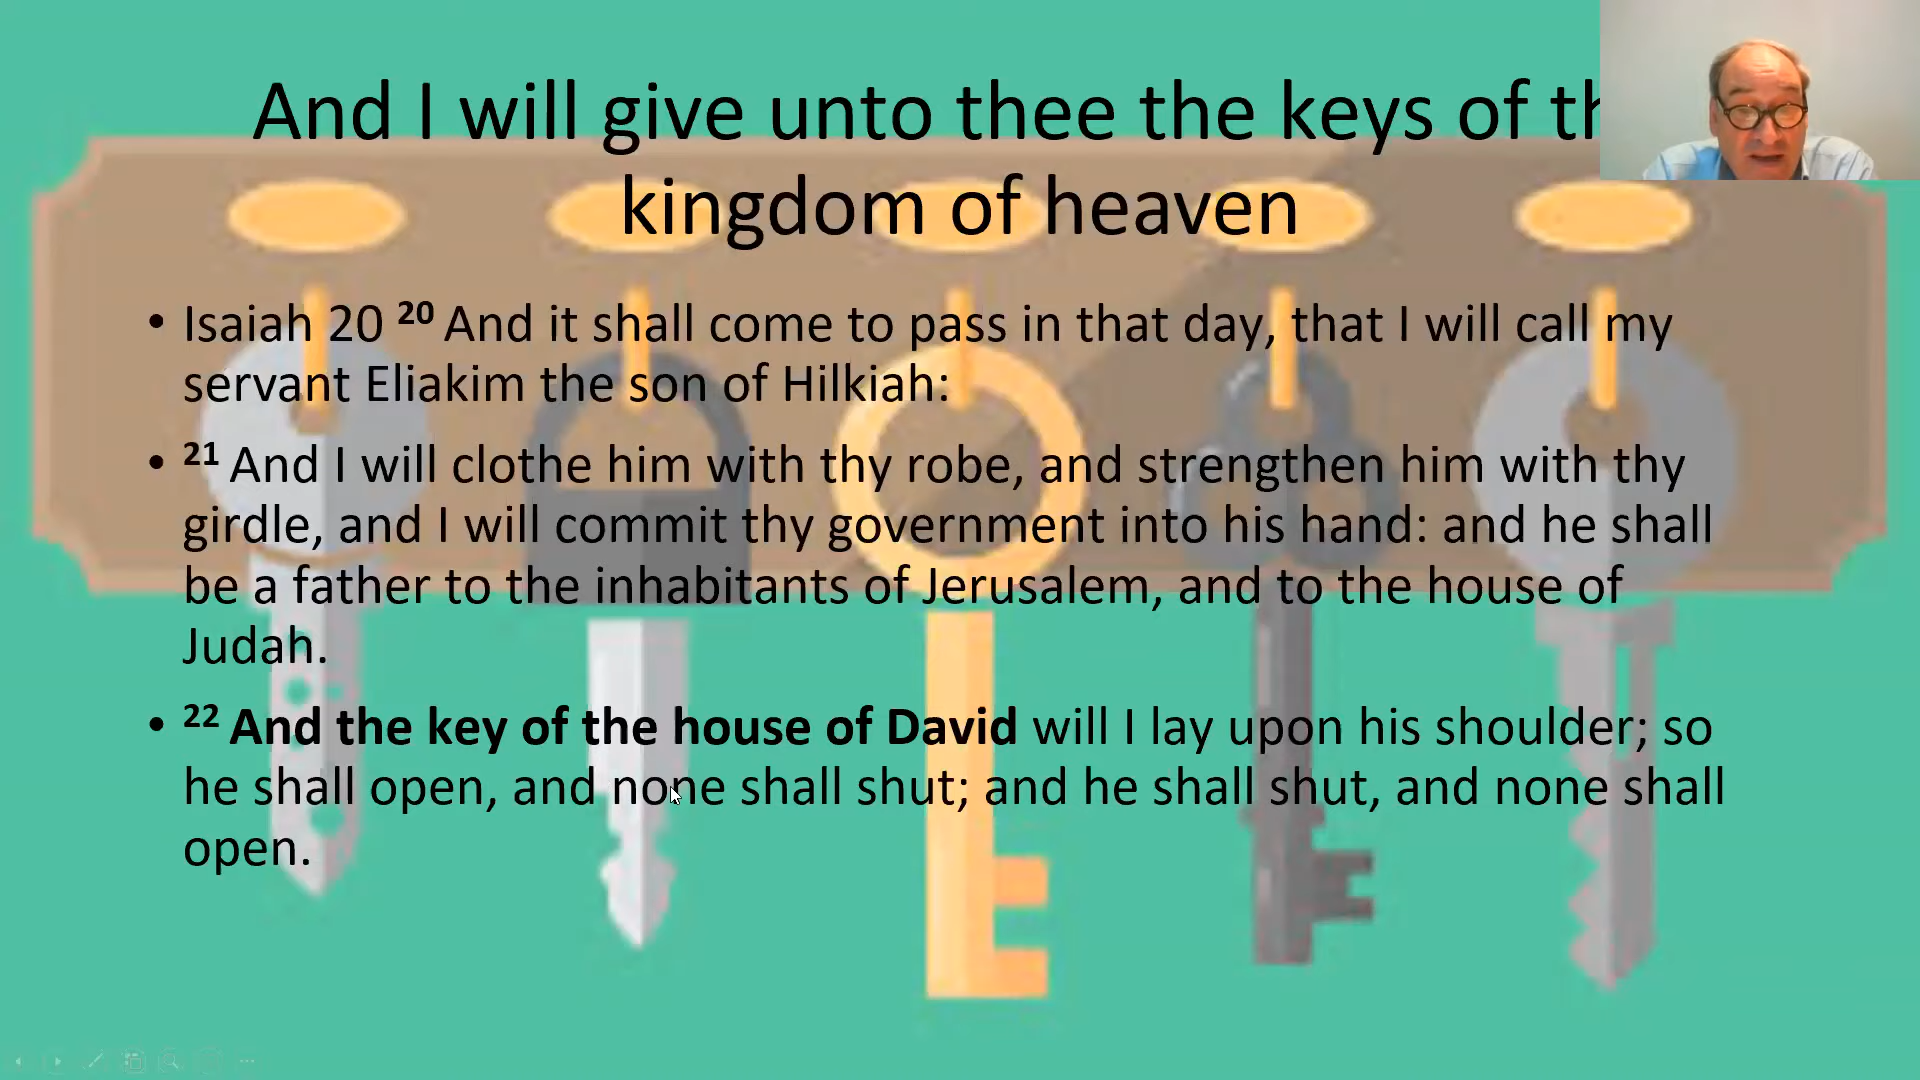 And I will give unto thee the keys of th
kingdom of heaven
• Isaiah 20 20 And it shall come to pass in that day, that I will call my
servant Eliakim the son of Hilkiah:
• 21 And I will clothe him with thy robe, and strengthen him with thy
girdle, and I will commit thy government into his hand: and he shall
be a father to the inhabitants of Jerusalem, and to the house of
Judah.
• 22 And the key of the house of David will I lay upon his shoulder; so
he shall open, and none shall shut; and he shall shut, and none shall
open.